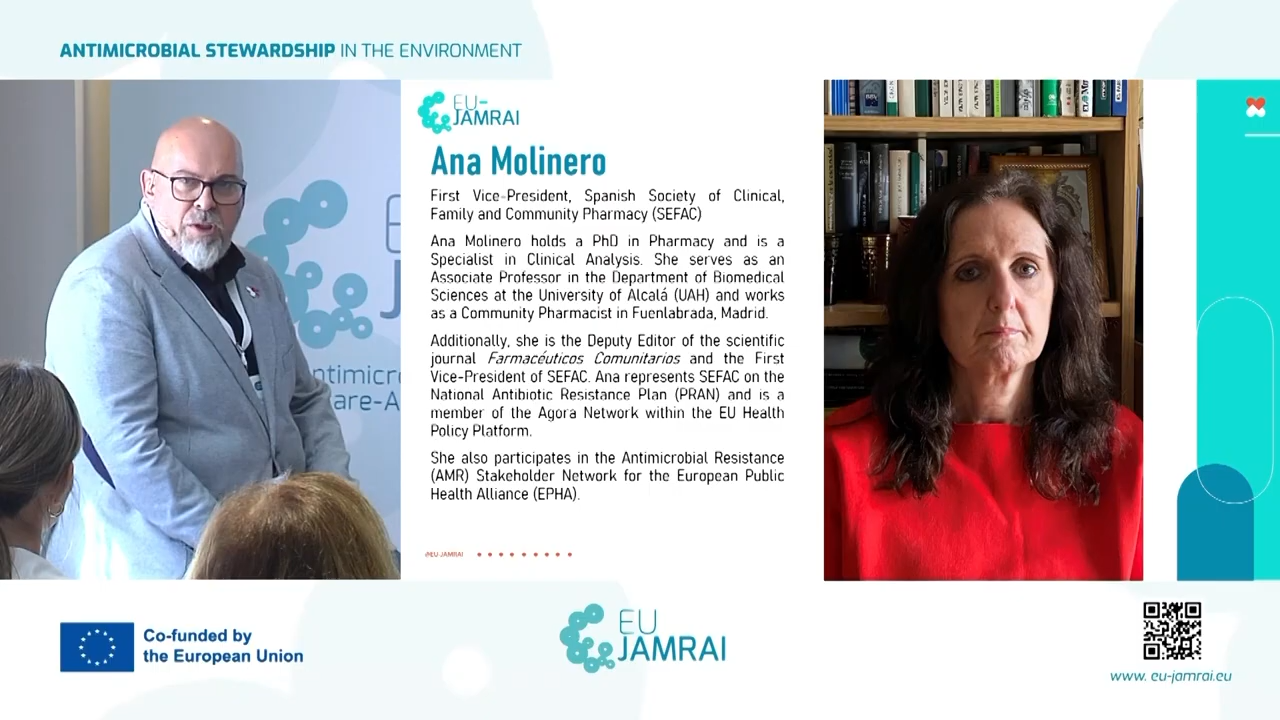 ANTIMICROBIAL STEWARDSHIP IN THE ENVIRONMENT
EU-
JAMRAI
Ana Molinero
First Vice-President, Spanish Society of Clinical,
Family and Community Pharmacy (SEFAC)
Ana Molinero holds a PhD in Pharmacy and is a
Specialist in Clinical Analysis. She serves as an
Associate Professor in the Department of Biomedical
Sciences at the University of Alcalá (UAH) and works
as a Community Pharmacist in Fuenlabrada, Madrid.
Additionally, she is the Deputy Editor of the scientific
journal Farmacéuticos Comunitarios and the First
Vice-President of SEFAC. Ana represents SEFAC on the
National Antibiotic Resistance Plan (PRAN) and is a
member of the Agora Network within the EU Health
Policy Platform.
She also participates in the Antimicrobial Resistance
(AMR) Stakeholder Network for the European Public
Health Alliance (EPHA).
#EU-JAMRAI
E
J
ntimicr
are-A
Co-funded by
the European Union
EU
JAMRAI
www. eu-jamrai.eu